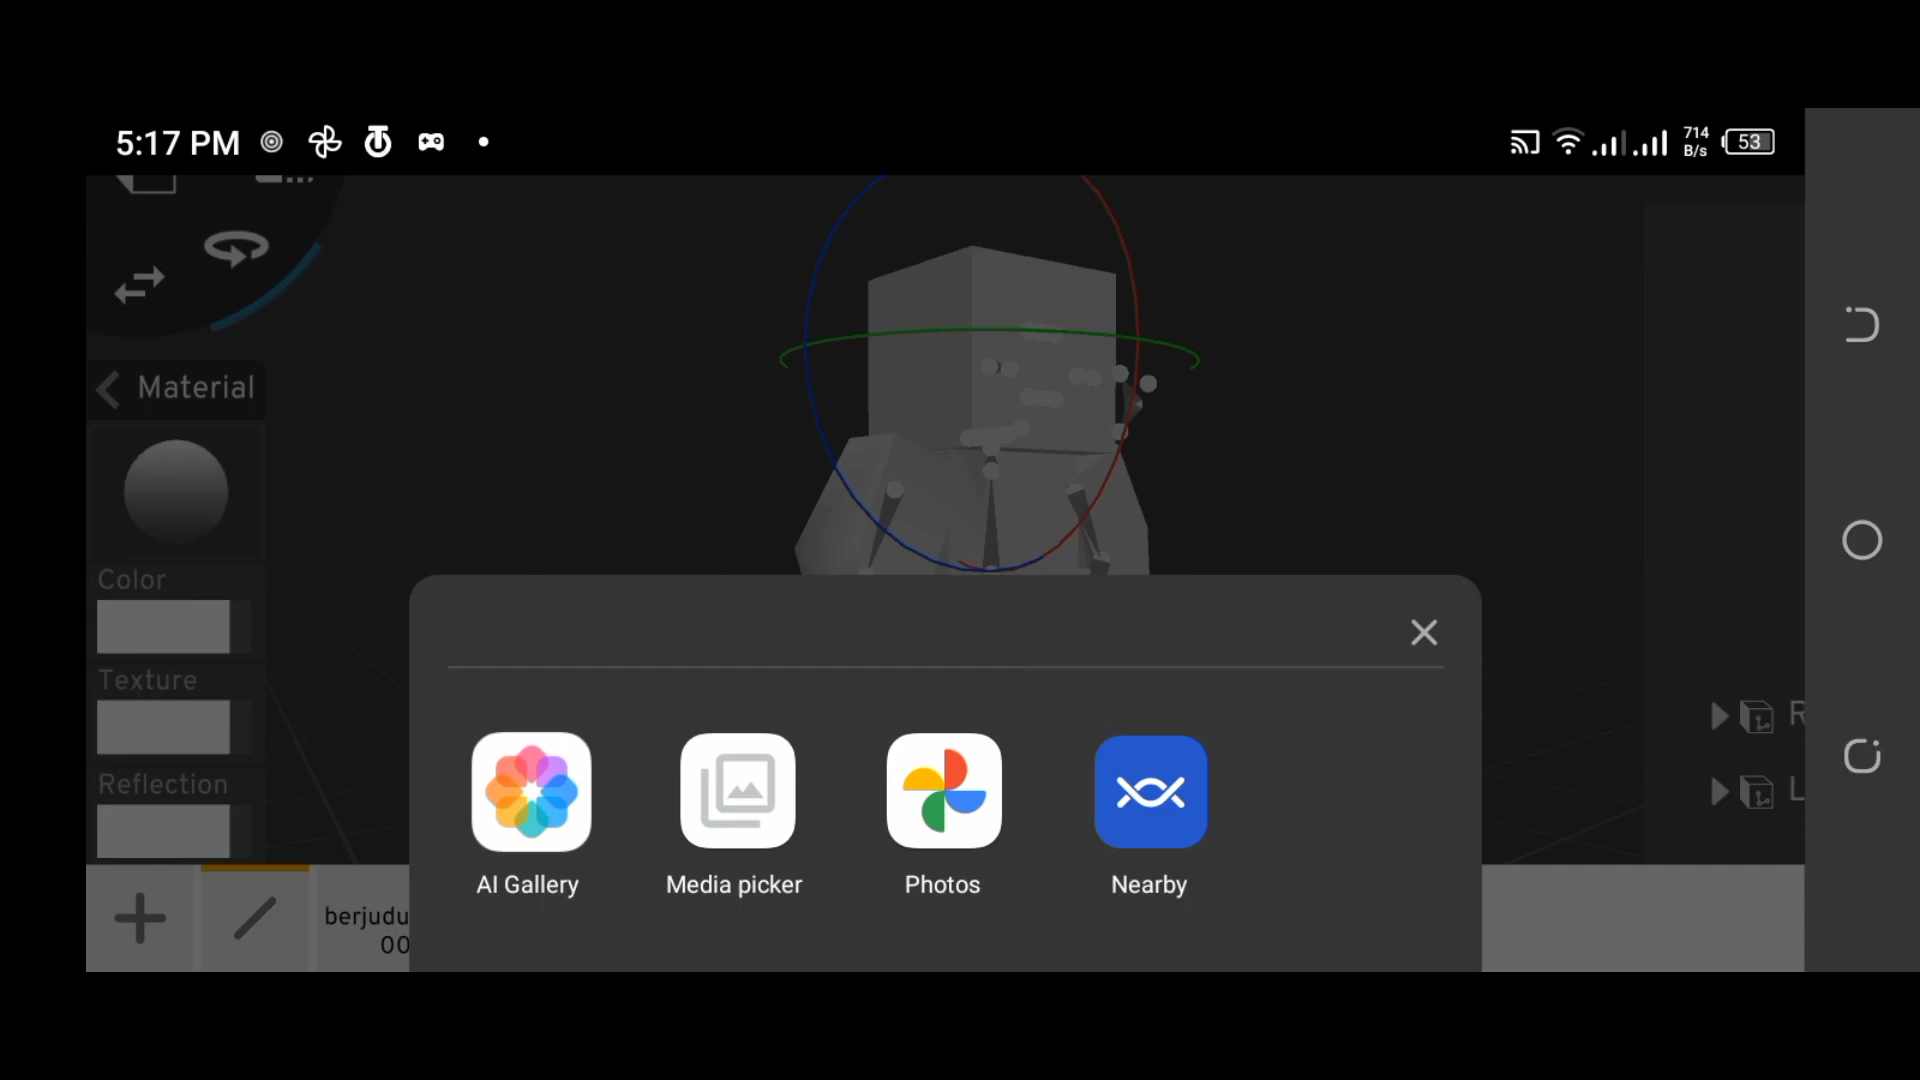 5:17 PM
714
B/s
53
Material
Color
Texture
Reflection
R
L
AI Gallery
Media picker
Photos
Nearby
berjudu
00